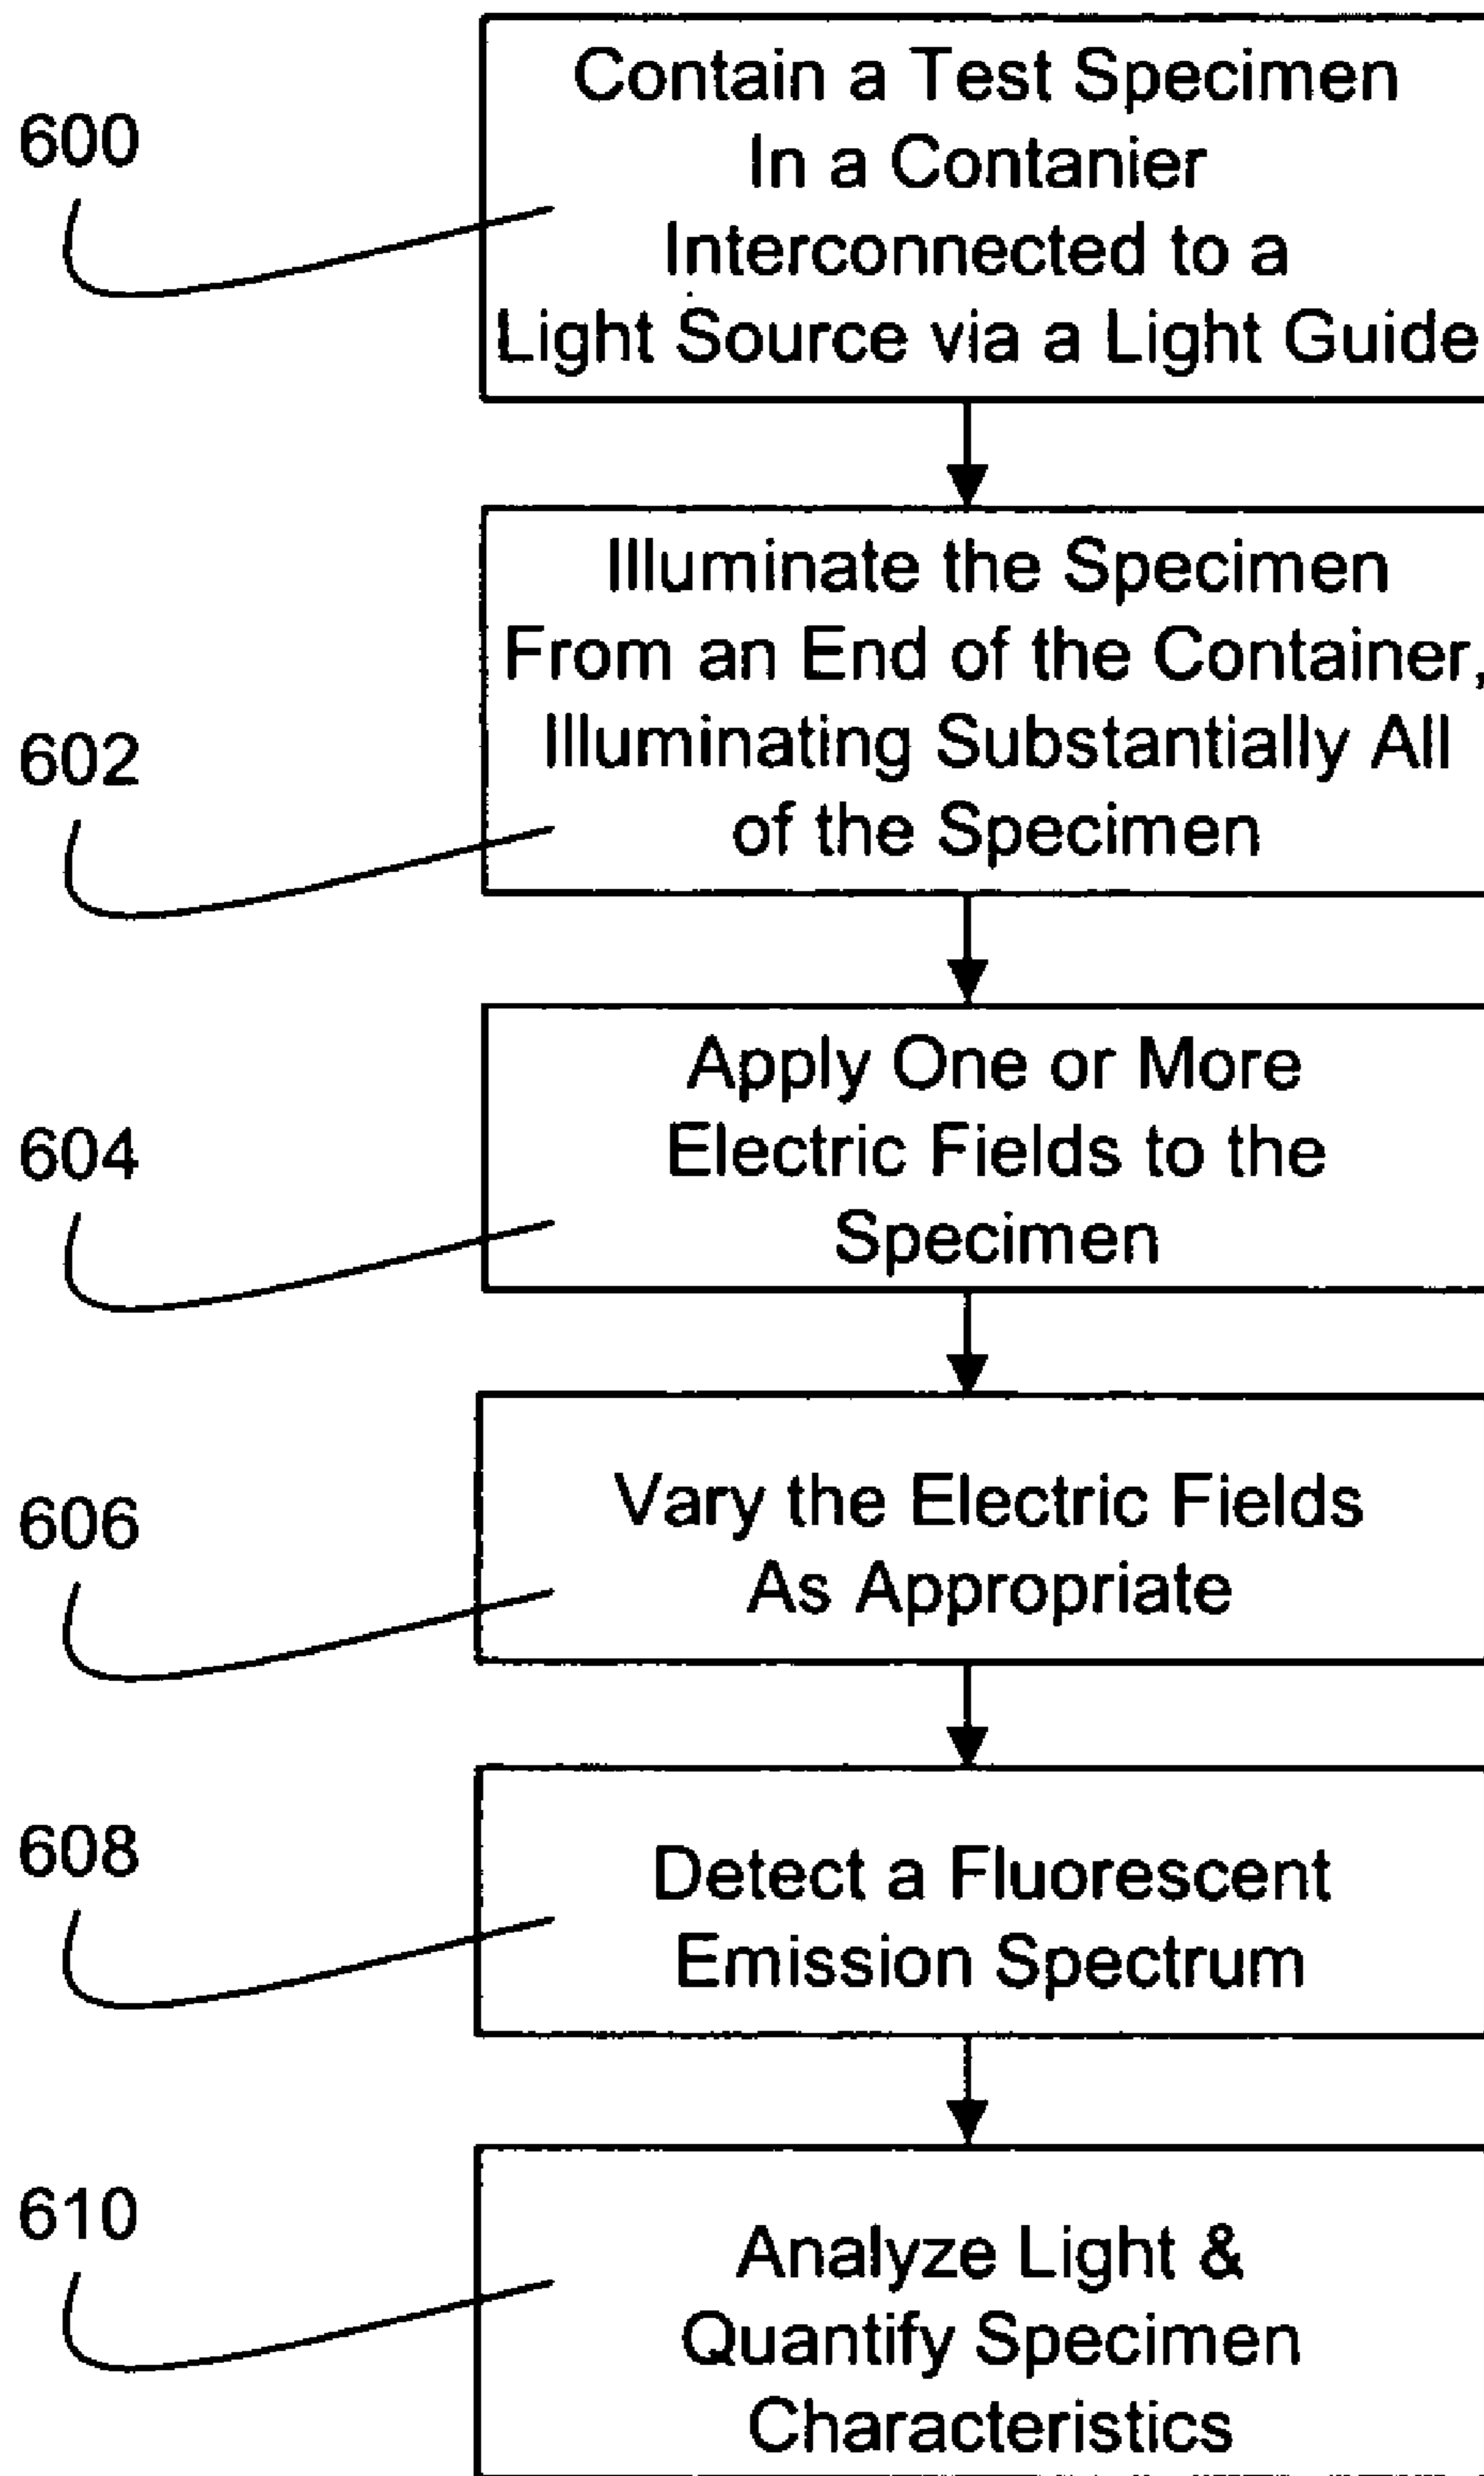 600
Contain a Test Specimen
In a Contanier
Interconnected to a
Light Source via a Light Guide
602
Illuminate the Specimen
From an End of the Container,
Illuminating Substantially All
of the Specimen
604
Apply One or More
Electric Fields to the
Specimen
606
Vary the Electric Fields
As Appropriate
608
Detect a Fluorescent
Emission Spectrum
610
Analyze Light &
Quantify Specimen
Characteristics